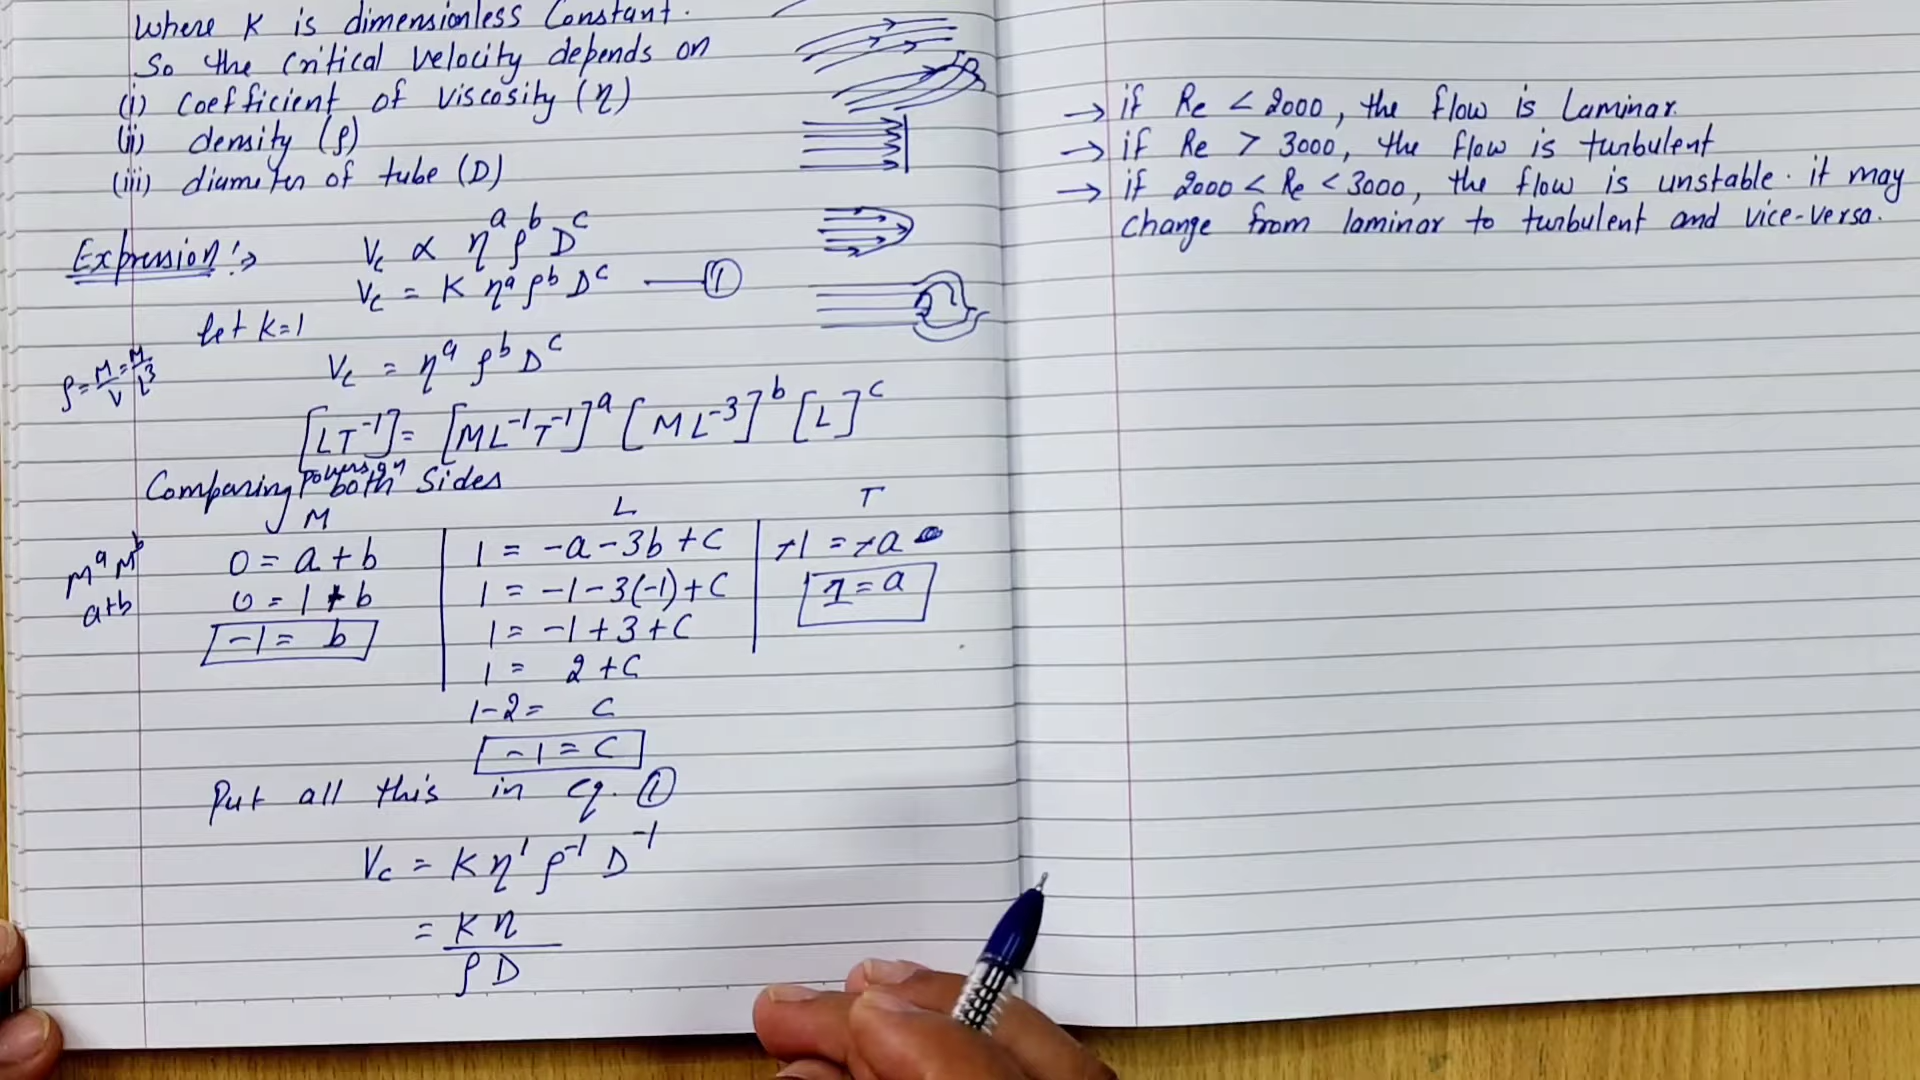 Where K is dimensionless Constant.
So the Critical Velocity depends on
(i) Coefficient of Viscosity (η)
(ii) density (ρ)
(iii) diameter of tube (D)
Expression:→ Vc ∝ η^a ρ^b D^c
Vc = K η^a ρ^b D^c —— ①
let K=1
ρ = M/V = M/L³
Vc = η^a ρ^b D^c
[LT⁻¹] = [ML⁻¹T⁻¹]^a [ML⁻³]^b [L]^c
Comparing powers on both Sides
M
0 = a + b
0 = 1 + b
-1 = b
M^a M^b
a+b
L
1 = -a - 3b + C
1 = -1 - 3(-1) + C
1 = -1 + 3 + C
1 = 2 + C
1 - 2 = C
-1 = C
T
-1 = -a
1 = a
Put all this in eq. ①
Vc = K η¹ ρ⁻¹ D⁻¹
= K η / ρ D
→ if Re < 2000, the flow is Laminar.
→ if Re > 3000, the flow is turbulent
→ if 2000 < Re < 3000, the flow is unstable. it may
change from laminar to turbulent and vice-versa.